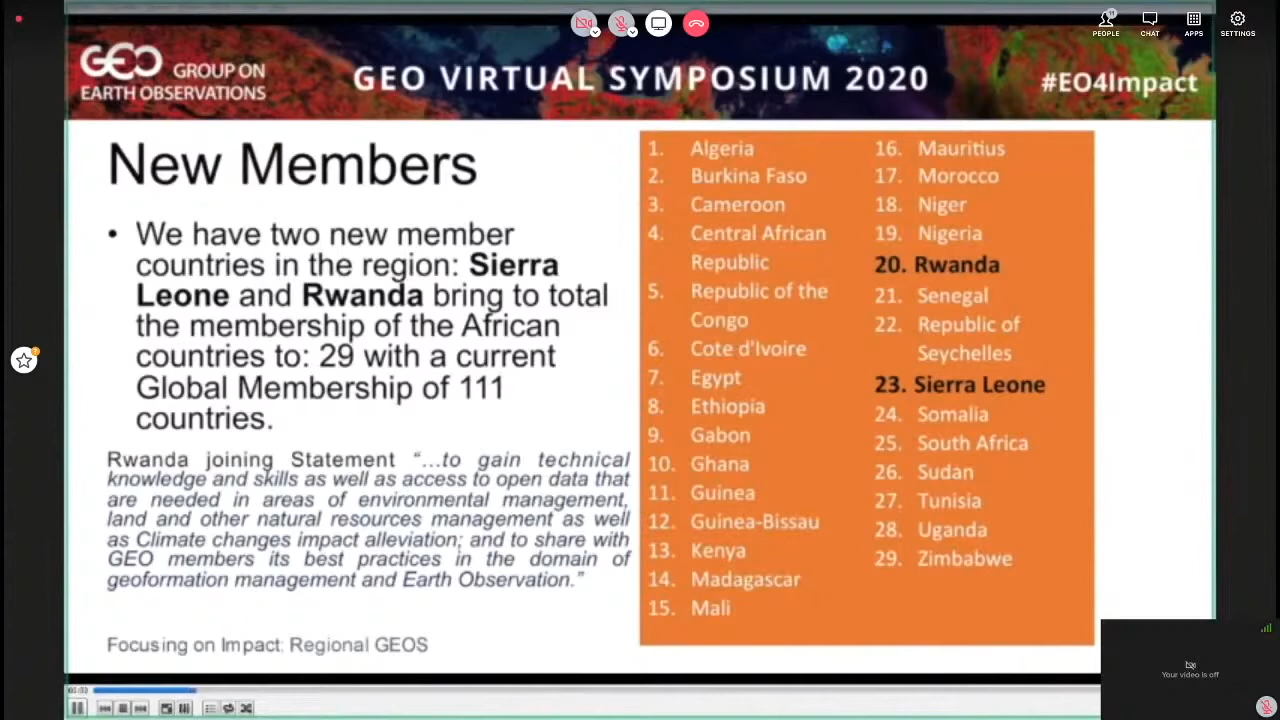 PEOPLE
CHAT
APPS
SETTINGS
GEO GROUP ON
EARTH OBSERVATIONS
GEO VIRTUAL SYMPOSIUM 2020
#EO4Impact
New Members
• We have two new member
countries in the region: Sierra
Leone and Rwanda bring to total
the membership of the African
countries to: 29 with a current
Global Membership of 111
countries.
Rwanda joining Statement “...to gain technical
knowledge and skills as well as access to open data that
are needed in areas of environmental management,
land and other natural resources management as well
as Climate changes impact alleviation; and to share with
GEO members its best practices in the domain of
geoformation management and Earth Observation.”
Focusing on Impact: Regional GEOS
1. Algeria
2. Burkina Faso
3. Cameroon
4. Central African
Republic
5. Republic of the
Congo
6. Cote d'Ivoire
7. Egypt
8. Ethiopia
9. Gabon
10. Ghana
11. Guinea
12. Guinea-Bissau
13. Kenya
14. Madagascar
15. Mali
16. Mauritius
17. Morocco
18. Niger
19. Nigeria
20. Rwanda
21. Senegal
22. Republic of
Seychelles
23. Sierra Leone
24. Somalia
25. South Africa
26. Sudan
27. Tunisia
28. Uganda
29. Zimbabwe
Your video is off